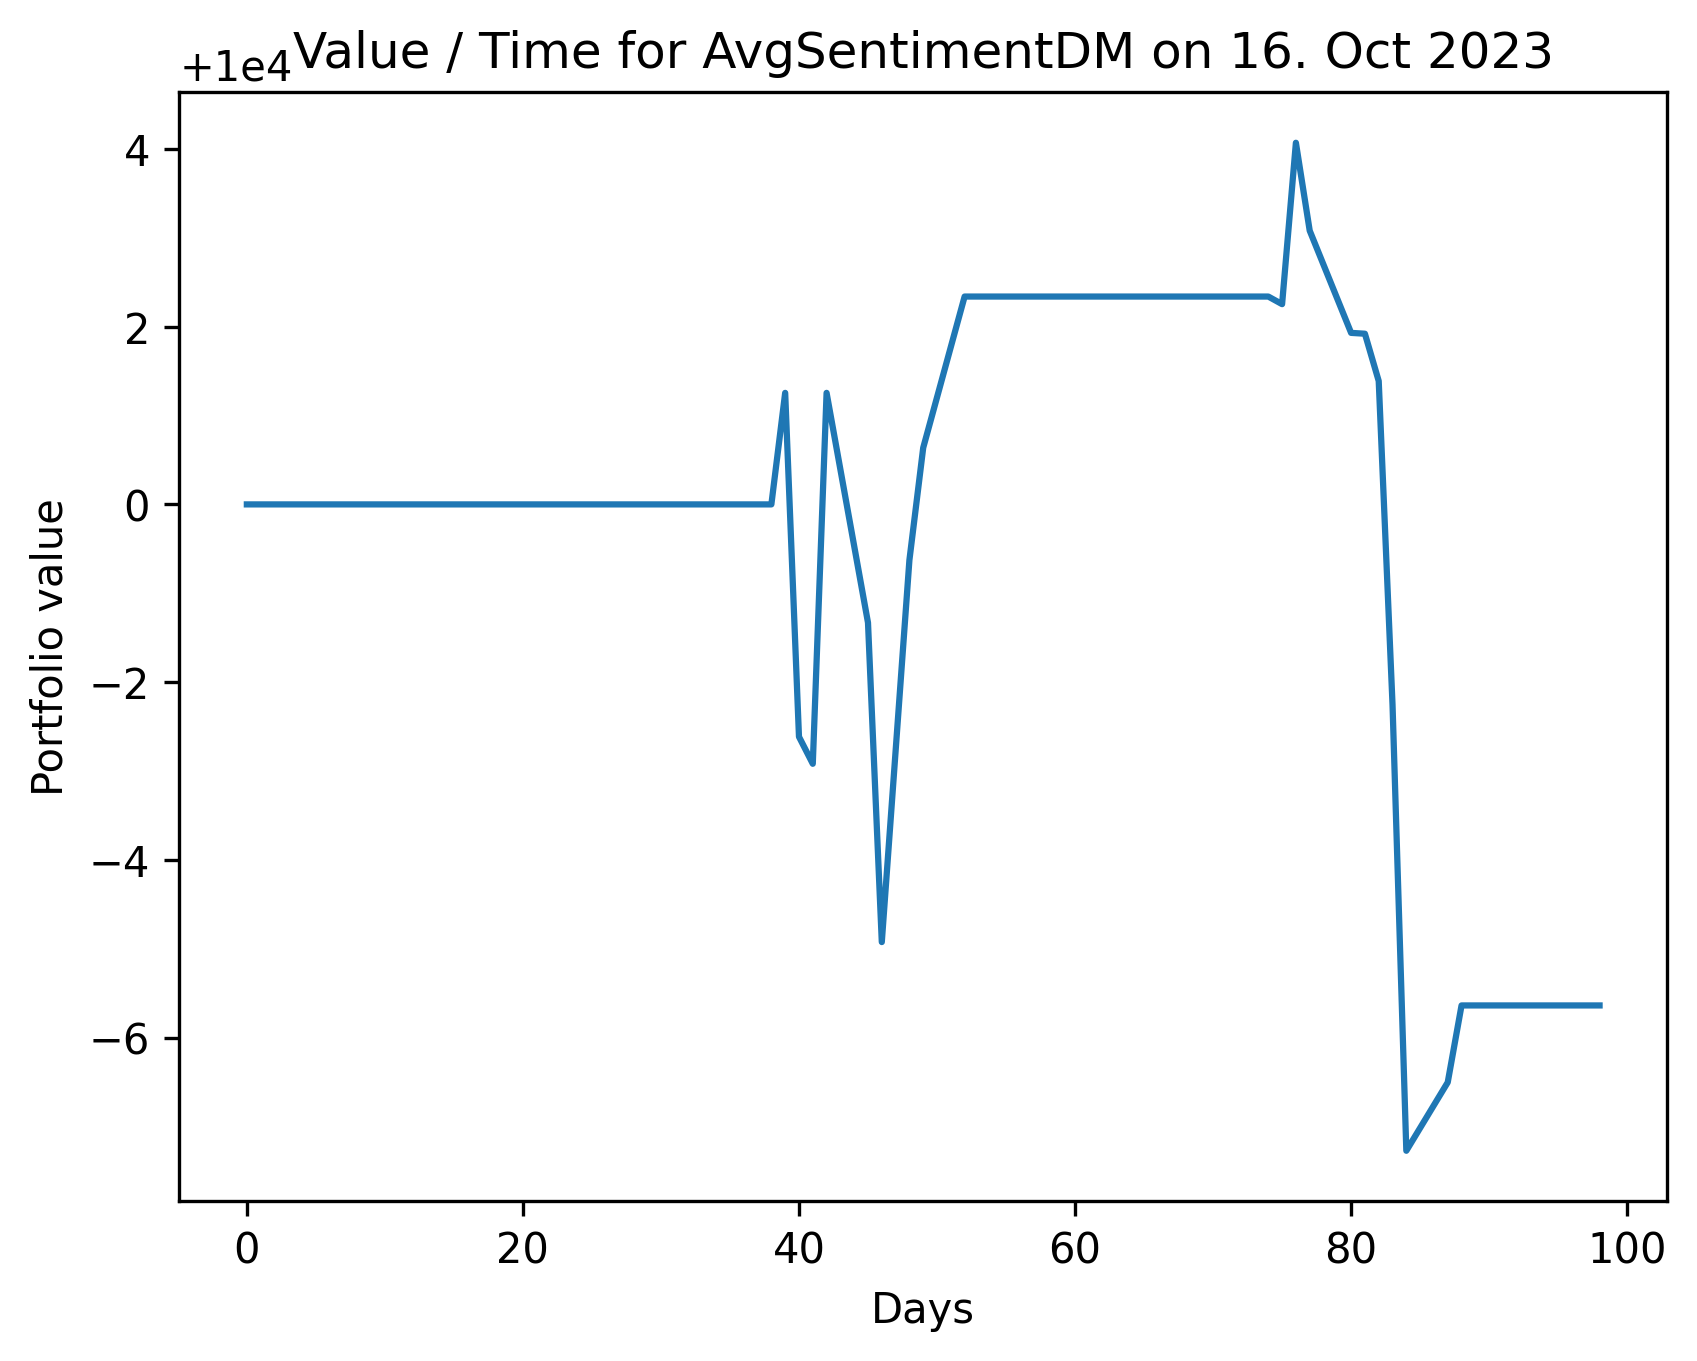 Value / Time for AvgSentimentDM on 16. Oct 2023
+1e4
4
2
0
−2
−4
−6
Portfolio value
0 20 40 60 80 100
Days